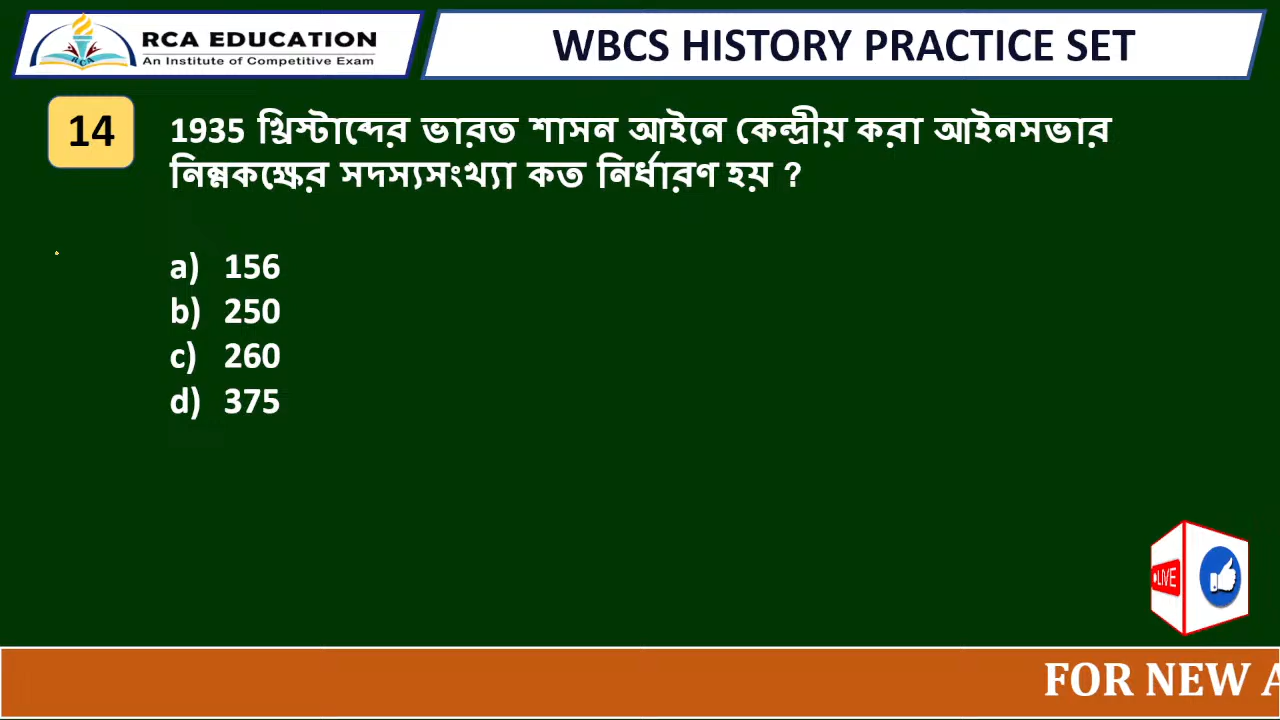 RCA EDUCATION
An Institute of Competitive Exam
RCA
WBCS HISTORY PRACTICE SET
14
1935 খ্রিস্টাব্দের ভারত শাসন আইনে কেন্দ্রীয় করা আইনসভার
নিম্নকক্ষের সদস্যসংখ্যা কত নির্ধারণ হয় ?
a) 156
b) 250
c) 260
d) 375
LIVE
FOR NEW A